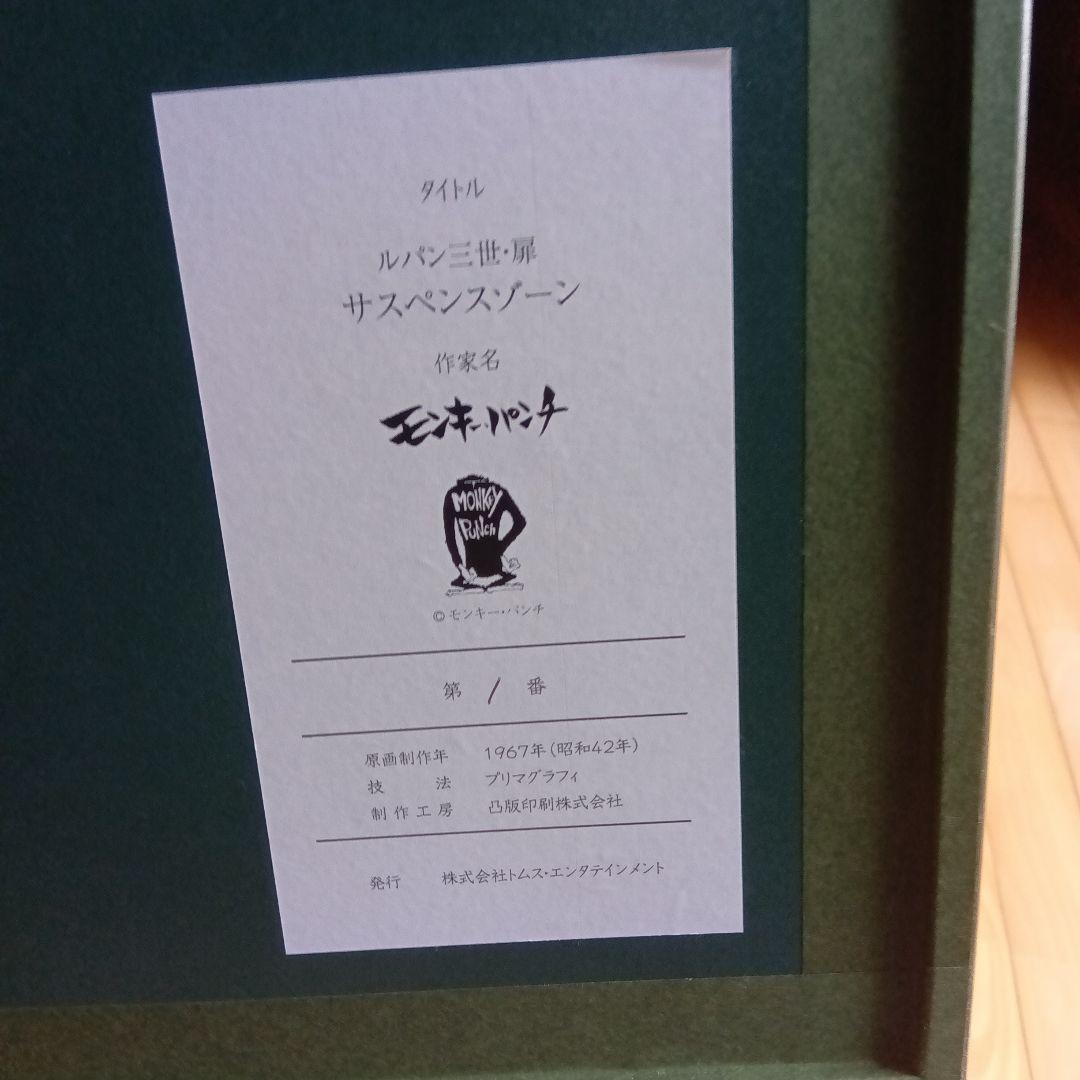 タイトル
ルパン三世・扉
サスペンスゾーン
作家名
モンキー・パンチ
MONKEY
PUNCH
© モンキー・パンチ
第 1 番
原画制作年 1967年(昭和42年)
技法 プリマグラフィ
制作工房 凸版印刷株式会社
発行 株式会社トムス・エンタテインメント